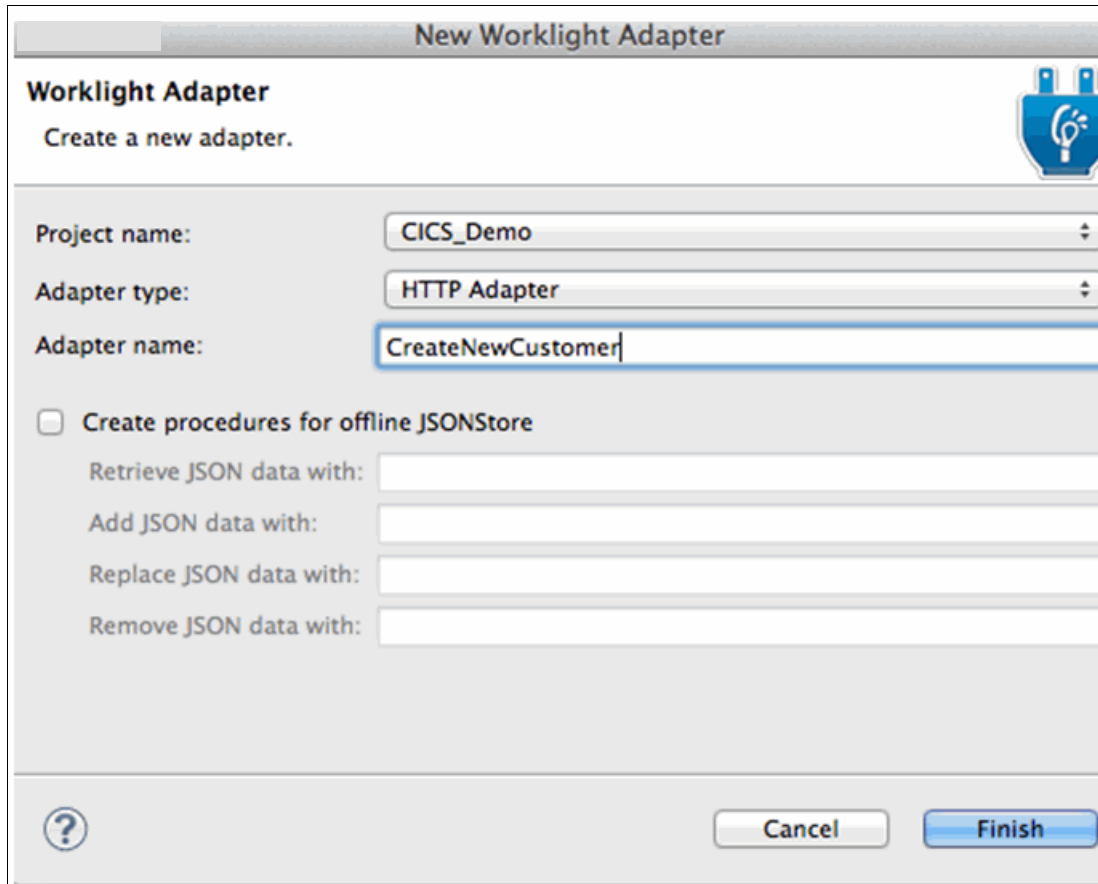 New Worklight Adapter
Worklight Adapter
Create a new adapter.
Project name: CICS_Demo
Adapter type: HTTP Adapter
Adapter name: CreateNewCustomer
Create procedures for offline JSONStore
Retrieve JSON data with:
Add JSON data with:
Replace JSON data with:
Remove JSON data with:
? Cancel Finish